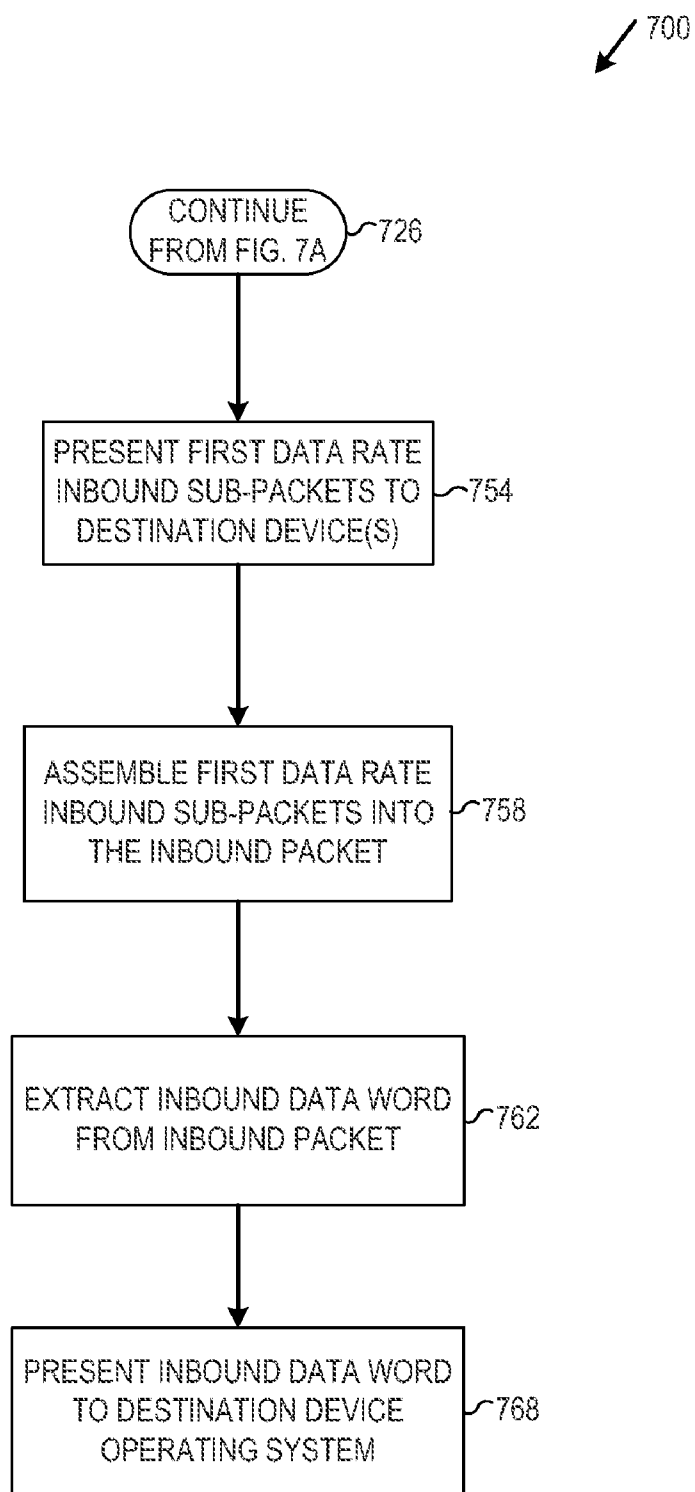 700
CONTINUE
FROM FIG. 7A
726
PRESENT FIRST DATA RATE
INBOUND SUB-PACKETS TO
DESTINATION DEVICE(S)
754
ASSEMBLE FIRST DATA RATE
INBOUND SUB-PACKETS INTO
THE INBOUND PACKET
758
EXTRACT INBOUND DATA WORD
FROM INBOUND PACKET
762
PRESENT INBOUND DATA WORD
TO DESTINATION DEVICE
OPERATING SYSTEM
768